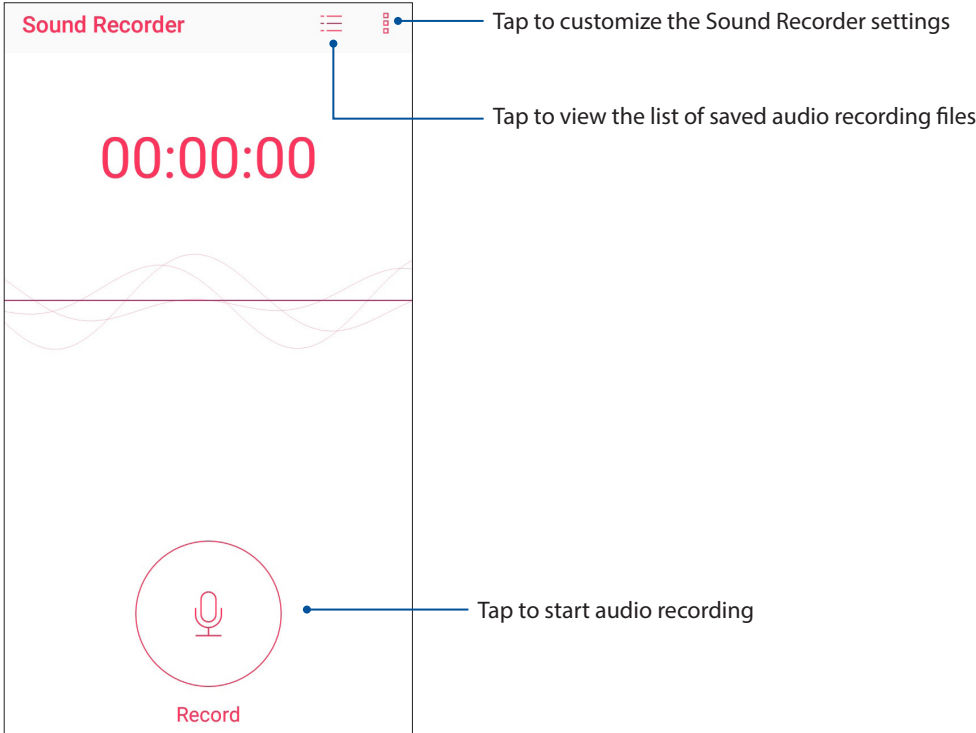 Sound Recorder
Tap to customize the Sound Recorder settings
Tap to view the list of saved audio recording files
00:00:00
Tap to start audio recording
Record